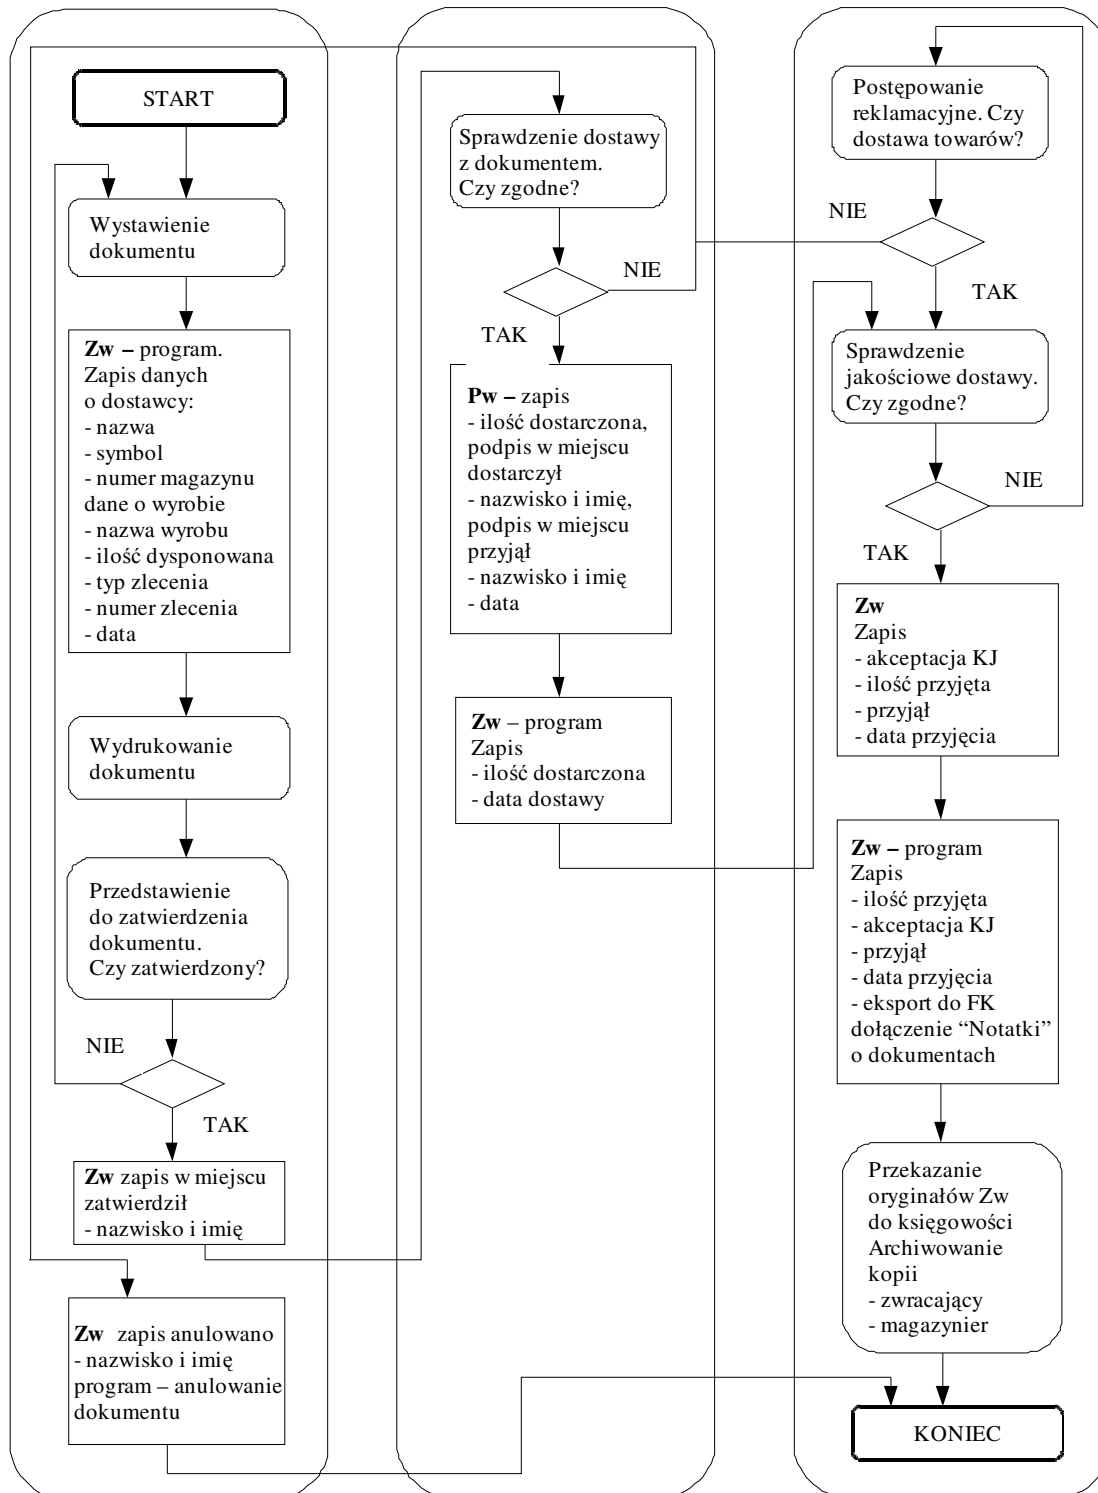 START
Wystawienie
dokumentu
Zw – program.
Zapis danych
o dostawcy:
- nazwa
- symbol
- numer magazynu
dane o wyrobie
- nazwa wyrobu
- ilość dysponowana
- typ zlecenia
- numer zlecenia
- data
Wydrukowanie
dokumentu
Przedstawienie
do zatwierdzenia
dokumentu.
Czy zatwierdzony?
NIE
TAK
Zw zapis w miejscu
zatwierdził
- nazwisko i imię
Zw zapis anulowano
- nazwisko i imię
program – anulowanie
dokumentu
Sprawdzenie dostawy
z dokumentem.
Czy zgodne?
NIE
TAK
Pw – zapis
- ilość dostarczona,
podpis w miejscu
dostarczył
- nazwisko i imię,
podpis w miejscu
przyjął
- nazwisko i imię
- data
Zw – program
Zapis
- ilość dostarczona
- data dostawy
Postępowanie
reklamacyjne. Czy
dostawa towarów?
NIE
TAK
Sprawdzenie
jakościowe dostawy.
Czy zgodne?
NIE
TAK
Zw
Zapis
- akceptacja KJ
- ilość przyjęta
- przyjął
- data przyjęcia
Zw – program
Zapis
- ilość przyjęta
- akceptacja KJ
- przyjął
- data przyjęcia
- eksport do FK
dołączenie “Notatki”
o dokumentach
Przekazanie
oryginałów Zw
do księgowości
Archiwowanie
kopii
- zwracający
- magazynier
KONIEC